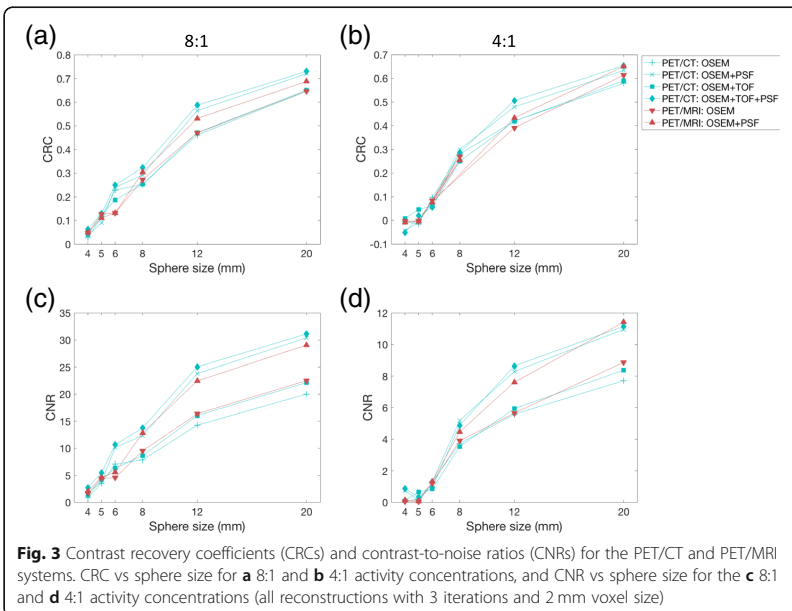 (a)
8:1
(b)
4:1
0.8
0.7
0.6
0.5
0.4
0.3
0.2
0.1
0
CRC
4 5 6 8 12 20
Sphere size (mm)
0.8
0.7
0.6
0.5
0.4
0.3
0.2
0.1
0
-0.1
CRC
4 5 6 8 12 20
Sphere size (mm)
PET/CT: OSEM
PET/CT: OSEM+PSF
PET/CT: OSEM+TOF
PET/CT: OSEM+TOF+PSF
PET/MRI: OSEM
PET/MRI: OSEM+PSF
(c)
35
30
25
20
15
10
5
0
CNR
4 5 6 8 12 20
Sphere size (mm)
(d)
12
10
8
6
4
2
0
CNR
4 5 6 8 12 20
Sphere size (mm)
Fig. 3 Contrast recovery coefficients (CRCs) and contrast-to-noise ratios (CNRs) for the PET/CT and PET/MRI
systems. CRC vs sphere size for a 8:1 and b 4:1 activity concentrations, and CNR vs sphere size for the c 8:1
and d 4:1 activity concentrations (all reconstructions with 3 iterations and 2 mm voxel size)